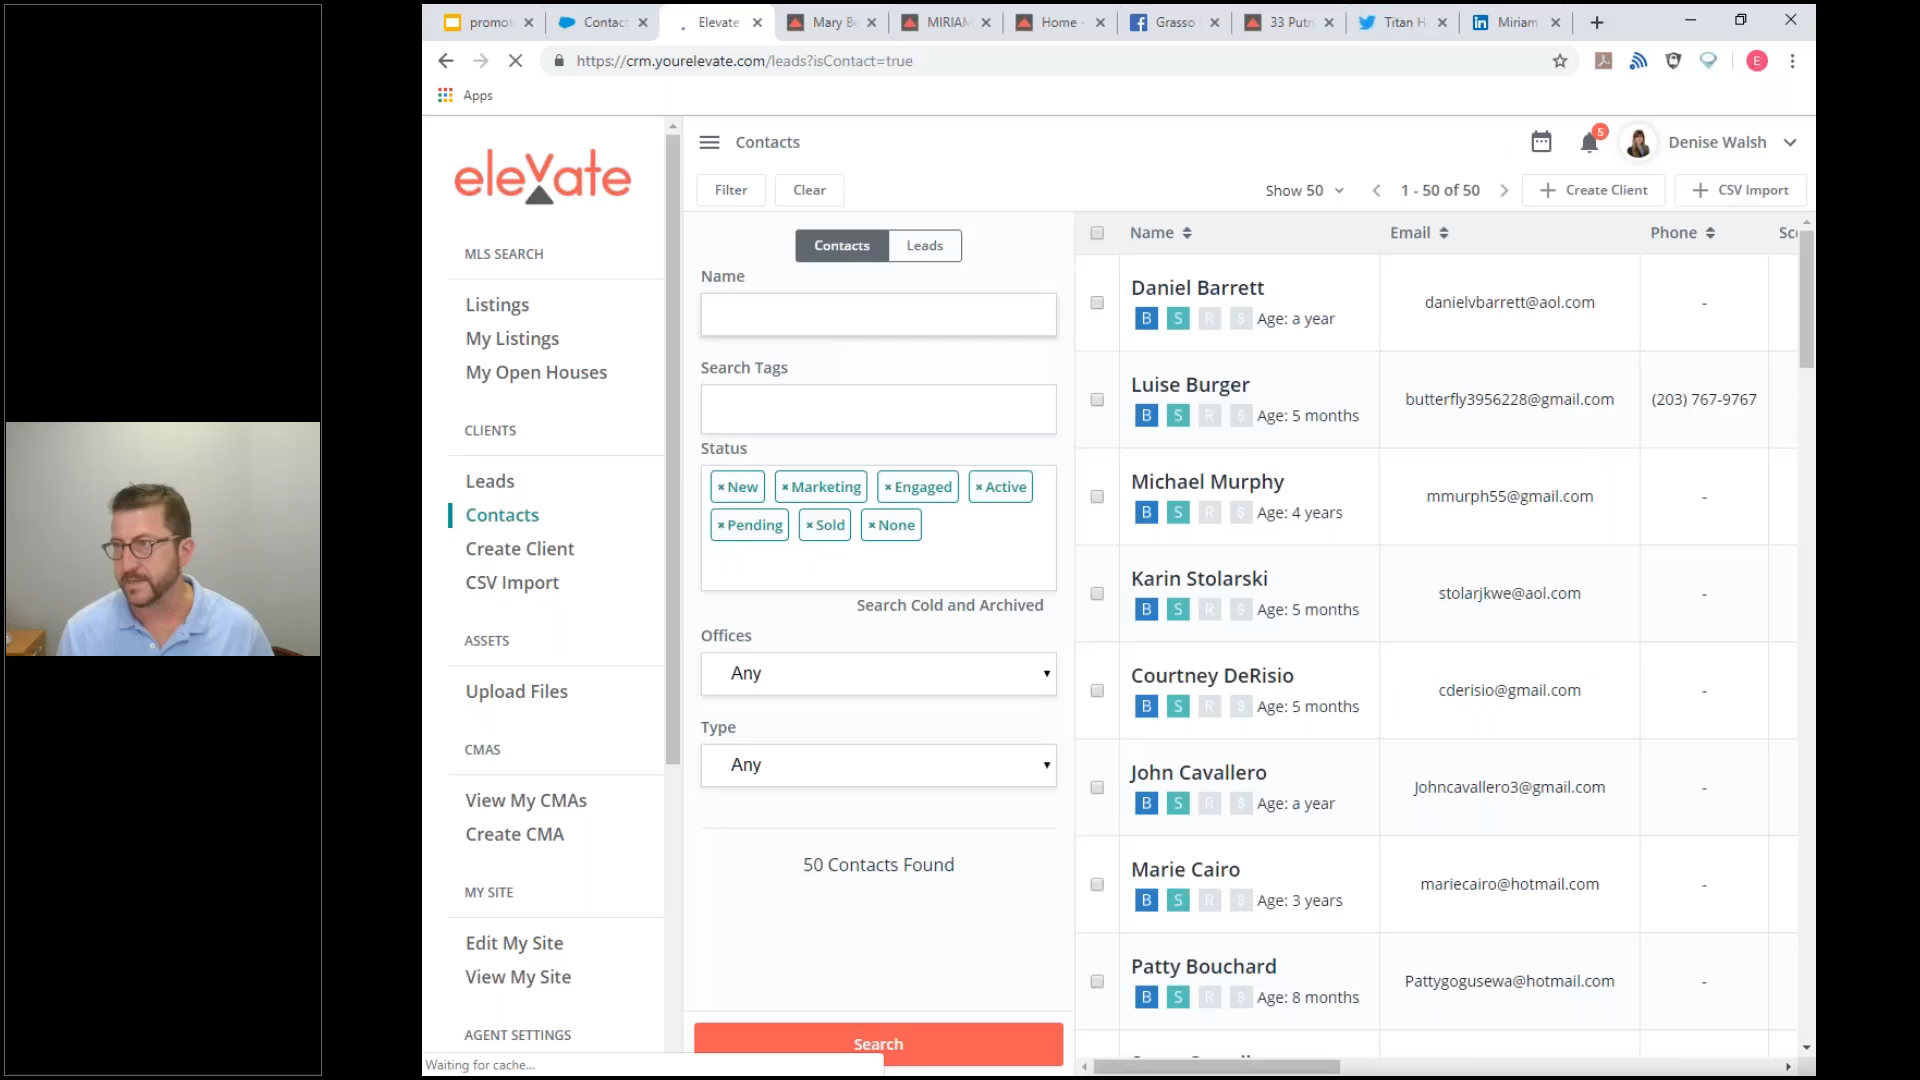 promot
Contac
Elevate
Mary Be
MIRIAM
Home -
Grasso
33 Putn
Titan H
Miriam
https://crm.yourelevate.com/leads?isContact=true
E
Apps
elevate
MLS SEARCH
Listings
My Listings
My Open Houses
CLIENTS
Leads
Contacts
Create Client
CSV Import
ASSETS
Upload Files
CMAS
View My CMAs
Create CMA
MY SITE
Edit My Site
View My Site
AGENT SETTINGS
Waiting for cache...
Contacts
5
Denise Walsh
Filter
Clear
Show 50
1 - 50 of 50
Create Client
CSV Import
Contacts
Leads
Name
Search Tags
Status
×New ×Marketing ×Engaged ×Active
×Pending ×Sold ×None
Search Cold and Archived
Offices
Any
Type
Any
50 Contacts Found
Search
Name Email Phone Sc
Daniel Barrett
B S R $ Age: a year
danielvbarrett@aol.com
-
Luise Burger
B S R $ Age: 5 months
butterfly3956228@gmail.com
(203) 767-9767
Michael Murphy
B S R $ Age: 4 years
mmurph55@gmail.com
-
Karin Stolarski
B S R $ Age: 5 months
stolarjkwe@aol.com
-
Courtney DeRisio
B S R $ Age: 5 months
cderisio@gmail.com
-
John Cavallero
B S R $ Age: a year
Johncavallero3@gmail.com
-
Marie Cairo
B S R $ Age: 3 years
mariecairo@hotmail.com
-
Patty Bouchard
B S R $ Age: 8 months
Pattygogusewa@hotmail.com
-